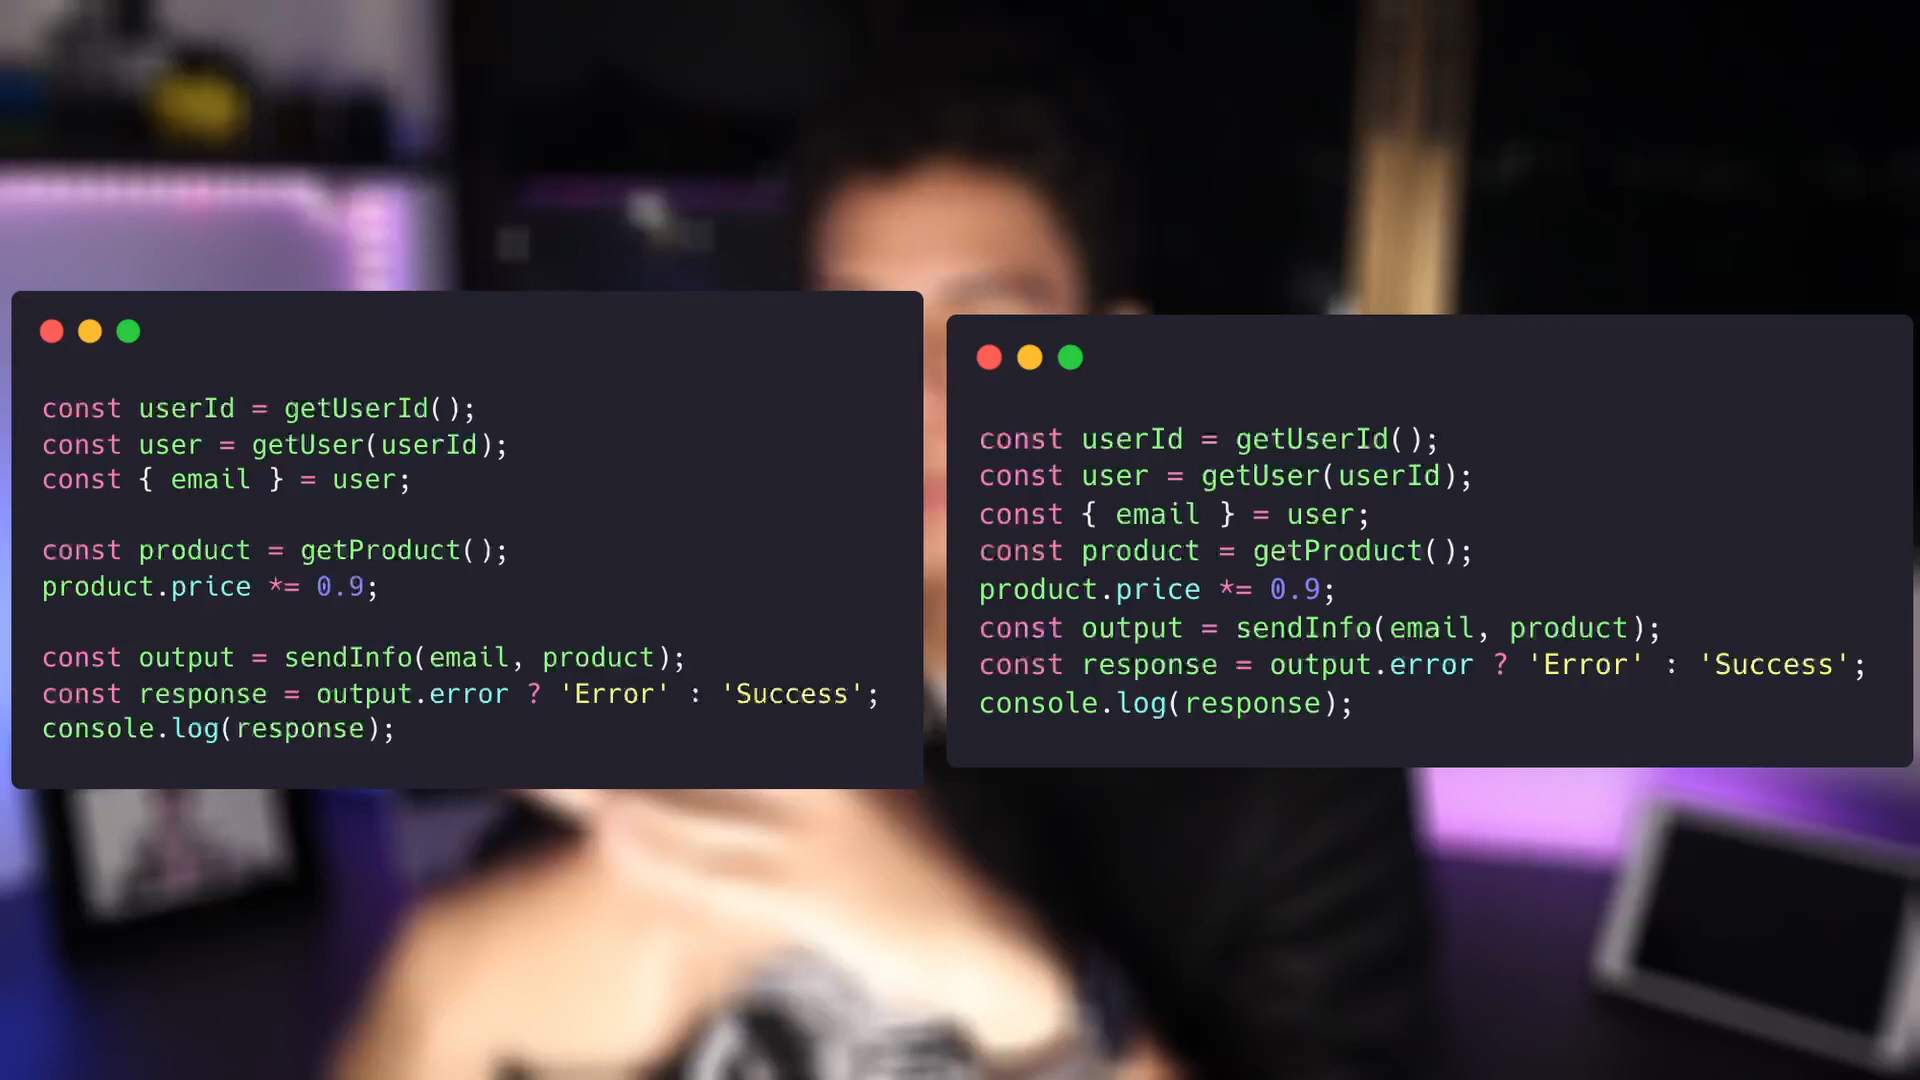 const userId = getUserId();
const user = getUser(userId);
const { email } = user;
const product = getProduct();
product.price *= 0.9;
const output = sendInfo(email, product);
const response = output.error ? 'Error' : 'Success';
console.log(response);
const userId = getUserId();
const user = getUser(userId);
const { email } = user;
const product = getProduct();
product.price *= 0.9;
const output = sendInfo(email, product);
const response = output.error ? 'Error' : 'Success';
console.log(response);